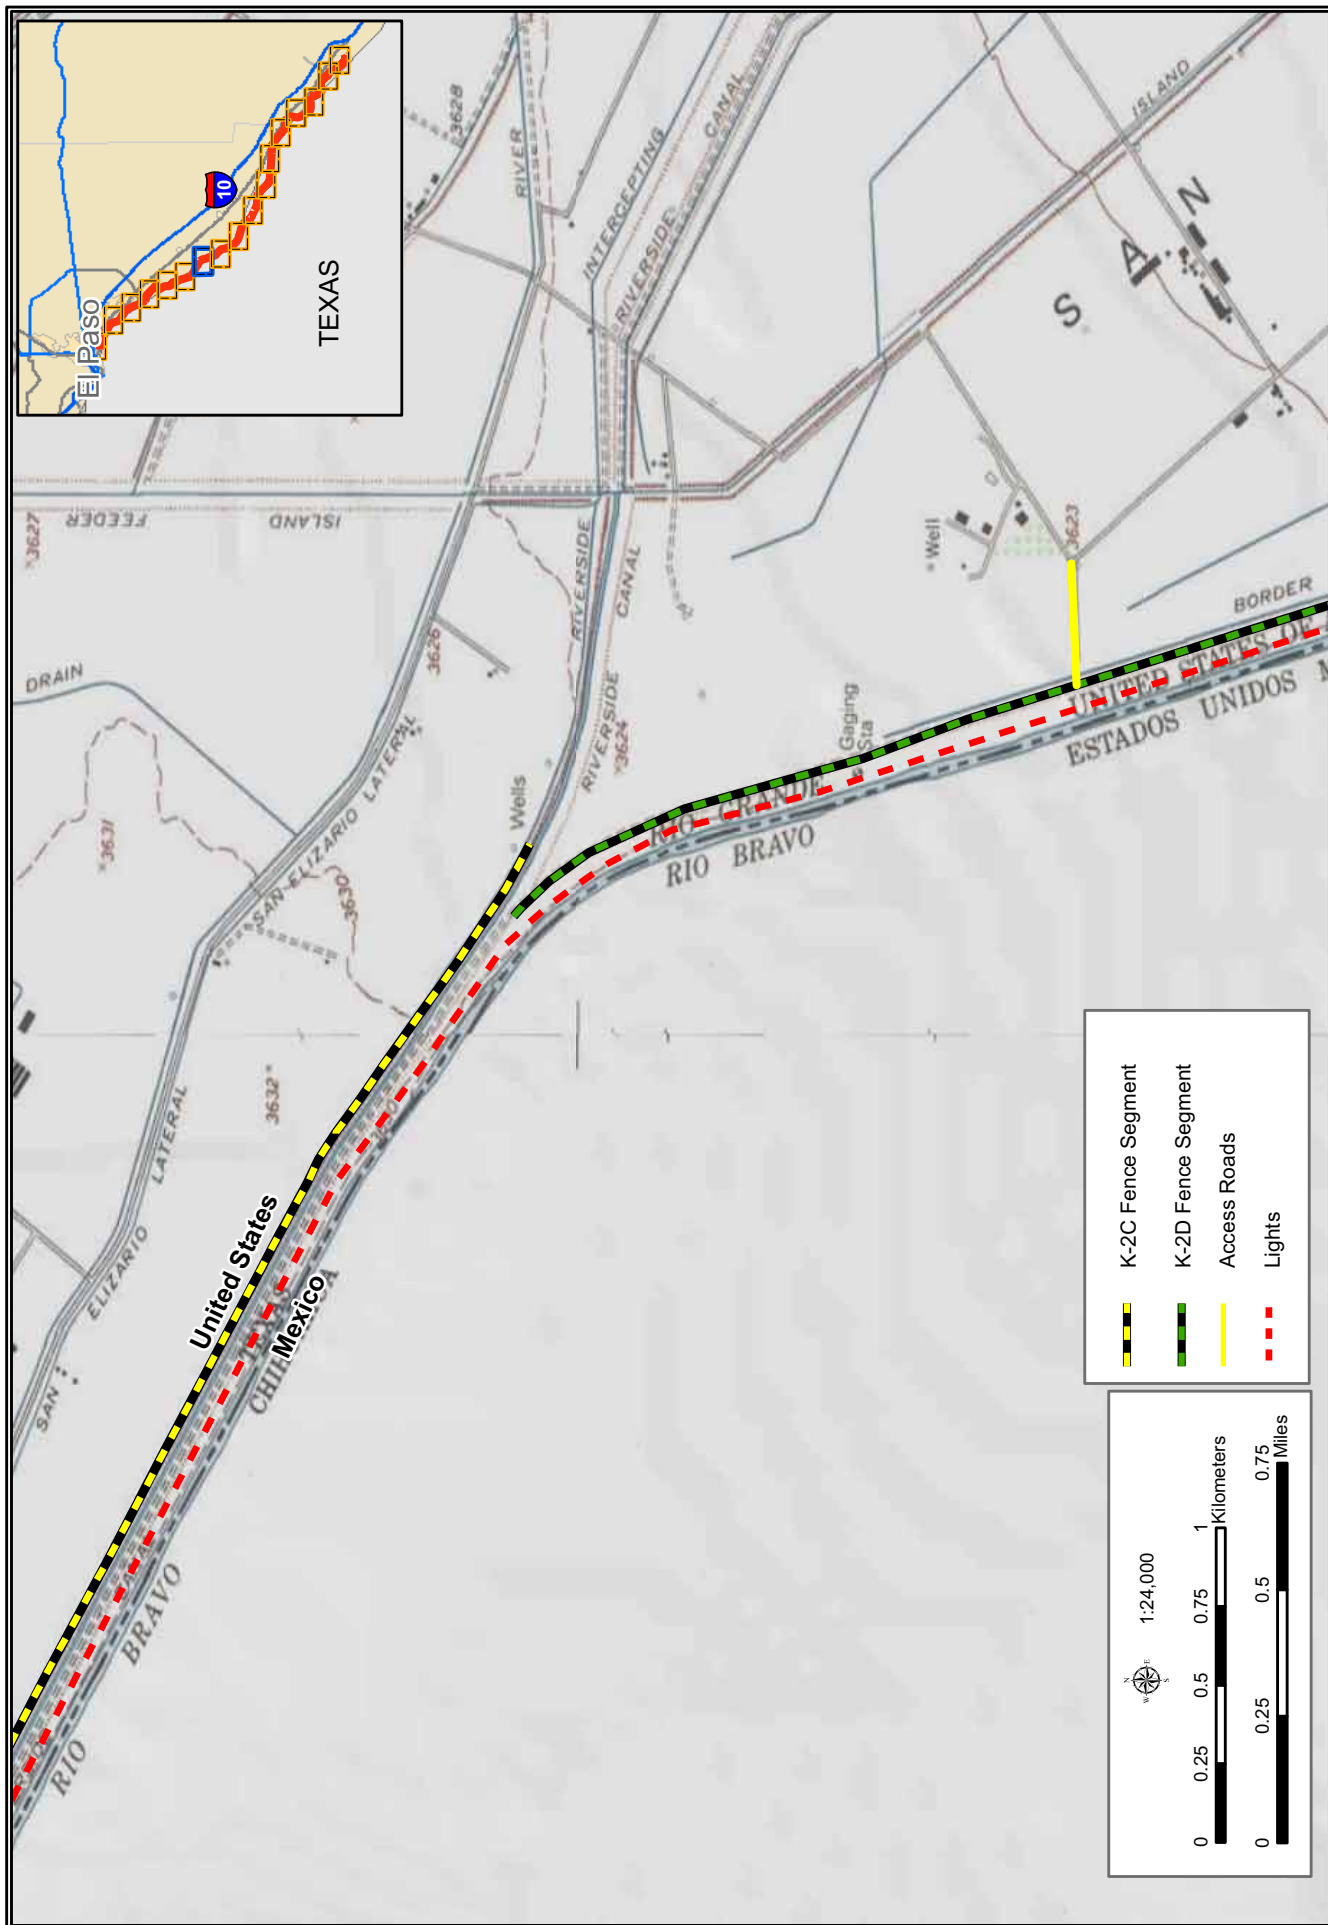 El Paso
10
TEXAS
3628
RIVER
INTERCEPTING
CANAL
RIVERSIDE
ISLAND
S A N
3627
FEEDER
ISLAND
RIVERSIDE
CANAL
RIVERSIDE
3624
3626
DRAIN
3631
SAN ELIZARIO LATERAL
3630
Wells
Well
3623
BORDER
UNITED STATES OF
ESTADOS UNIDOS M
Gaging
Sta
RIO GRANDE
RIO BRAVO
3632
LATERAL
ELIZARIO
SAN
United States
Mexico
TEXAS
RIO
BRAVO
K-2C Fence Segment
K-2D Fence Segment
Access Roads
Lights
N
W E
S
1:24,000
0 0.25 0.5 0.75 1
Kilometers
0 0.25 0.5 0.75
Miles